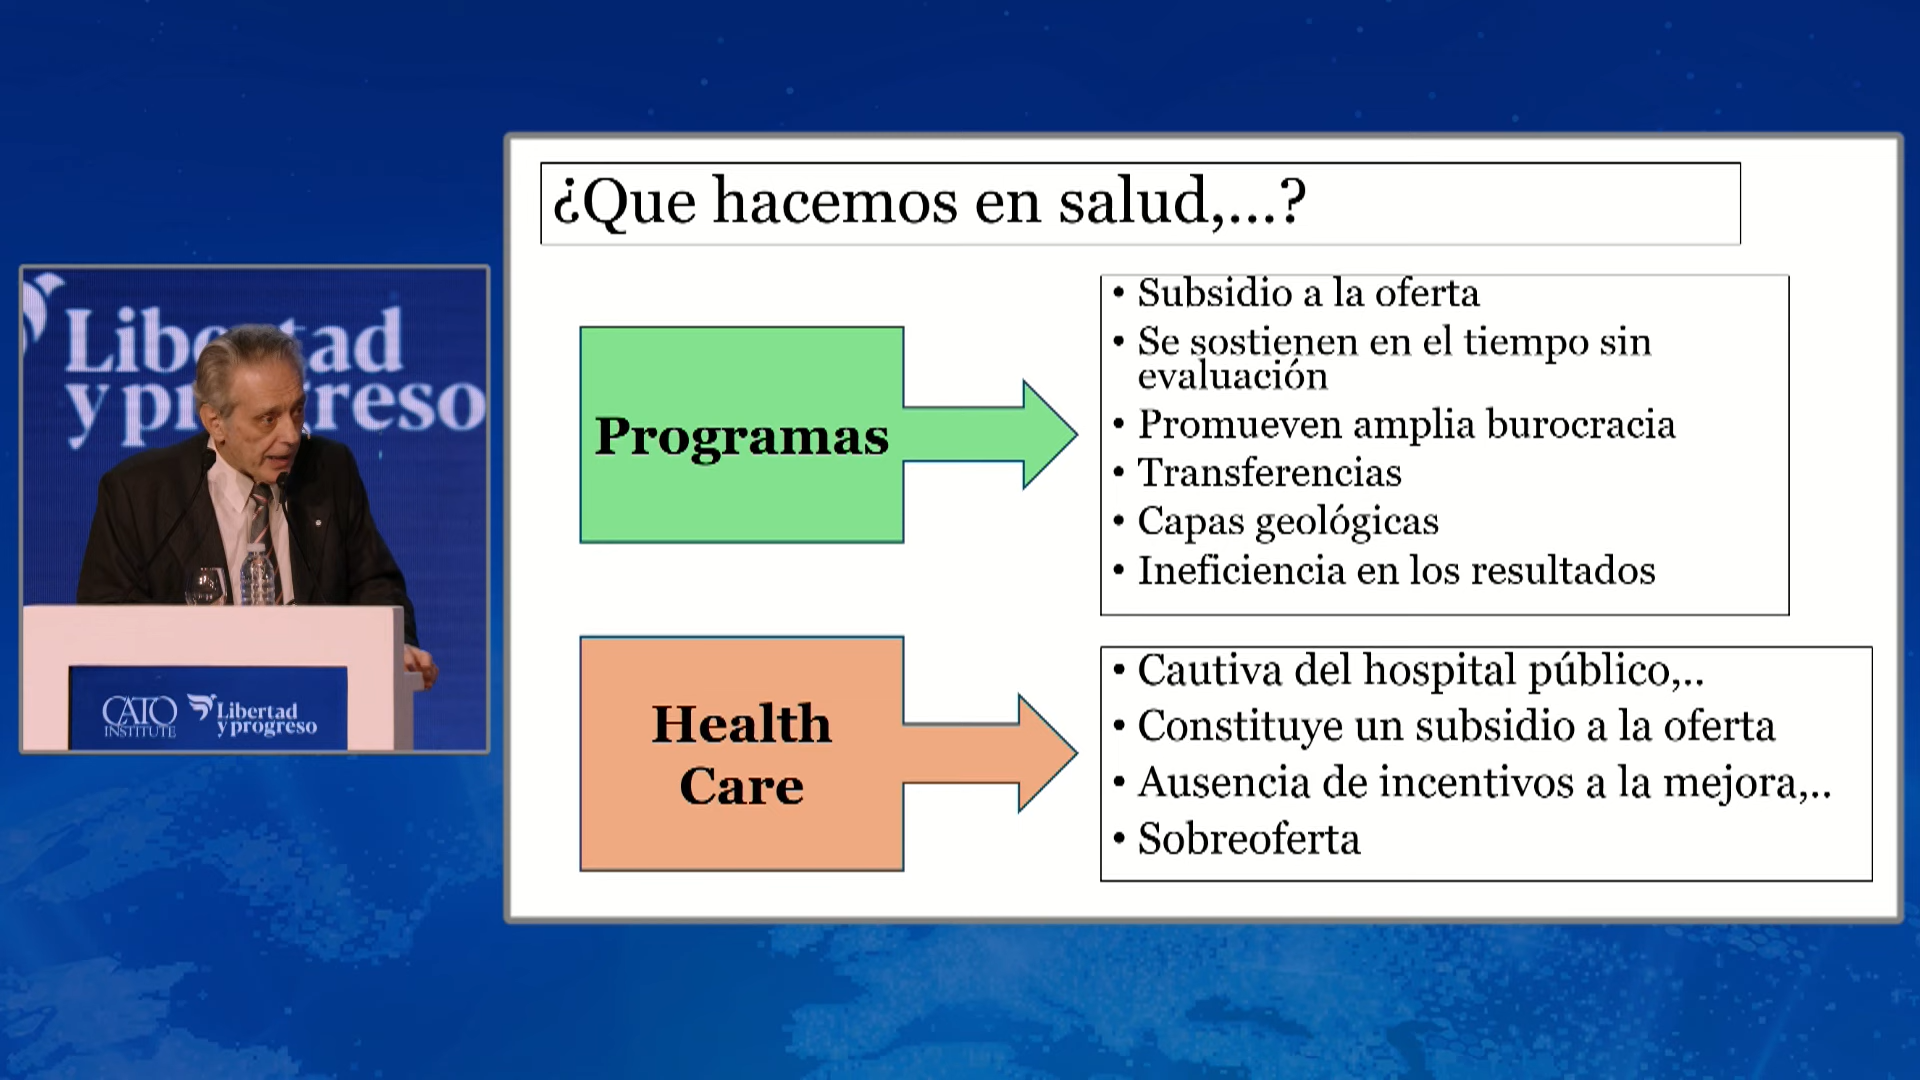 ¿Que hacemos en salud,...?
Programas
• Subsidio a la oferta
• Se sostienen en el tiempo sin
evaluación
• Promueven amplia burocracia
• Transferencias
• Capas geológicas
• Ineficiencia en los resultados
Health
Care
• Cautiva del hospital público,..
• Constituye un subsidio a la oferta
• Ausencia de incentivos a la mejora,..
• Sobreoferta
Libertad
y progreso
CATO
INSTITUTE
Libertad
y progreso